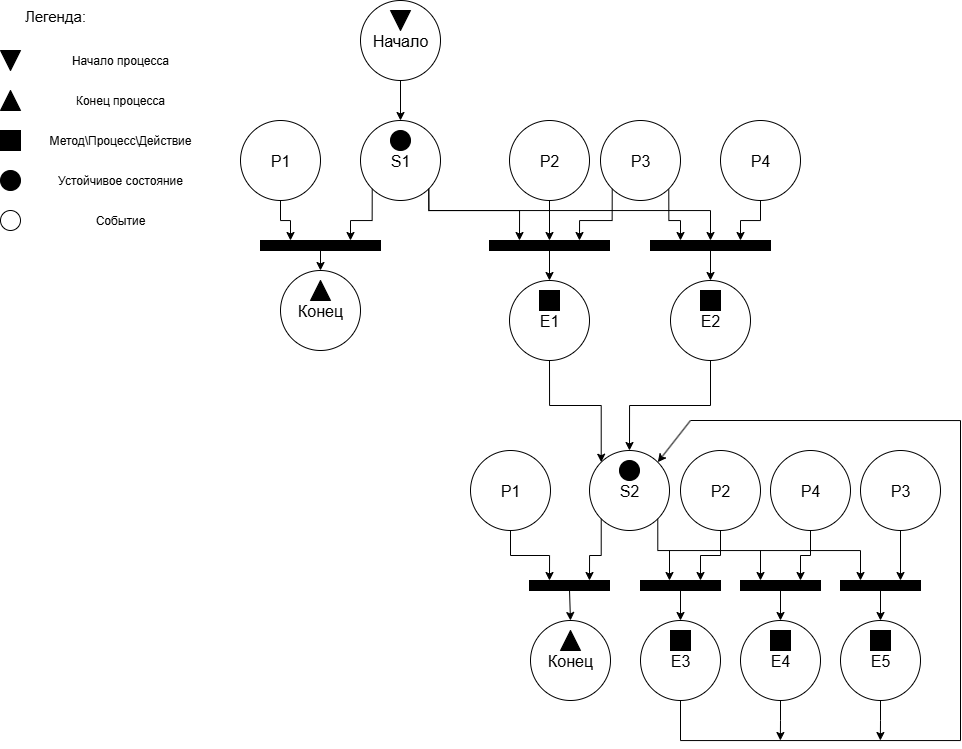 Легенда:
Начало процесса
Конец процесса
Метод\Процесс\Действие
Устойчивое состояние
Событие
Начало
P1
S1
P2
P3
P4
Конец
E1
E2
P1
S2
P2
P4
P3
Конец
E3
E4
E5